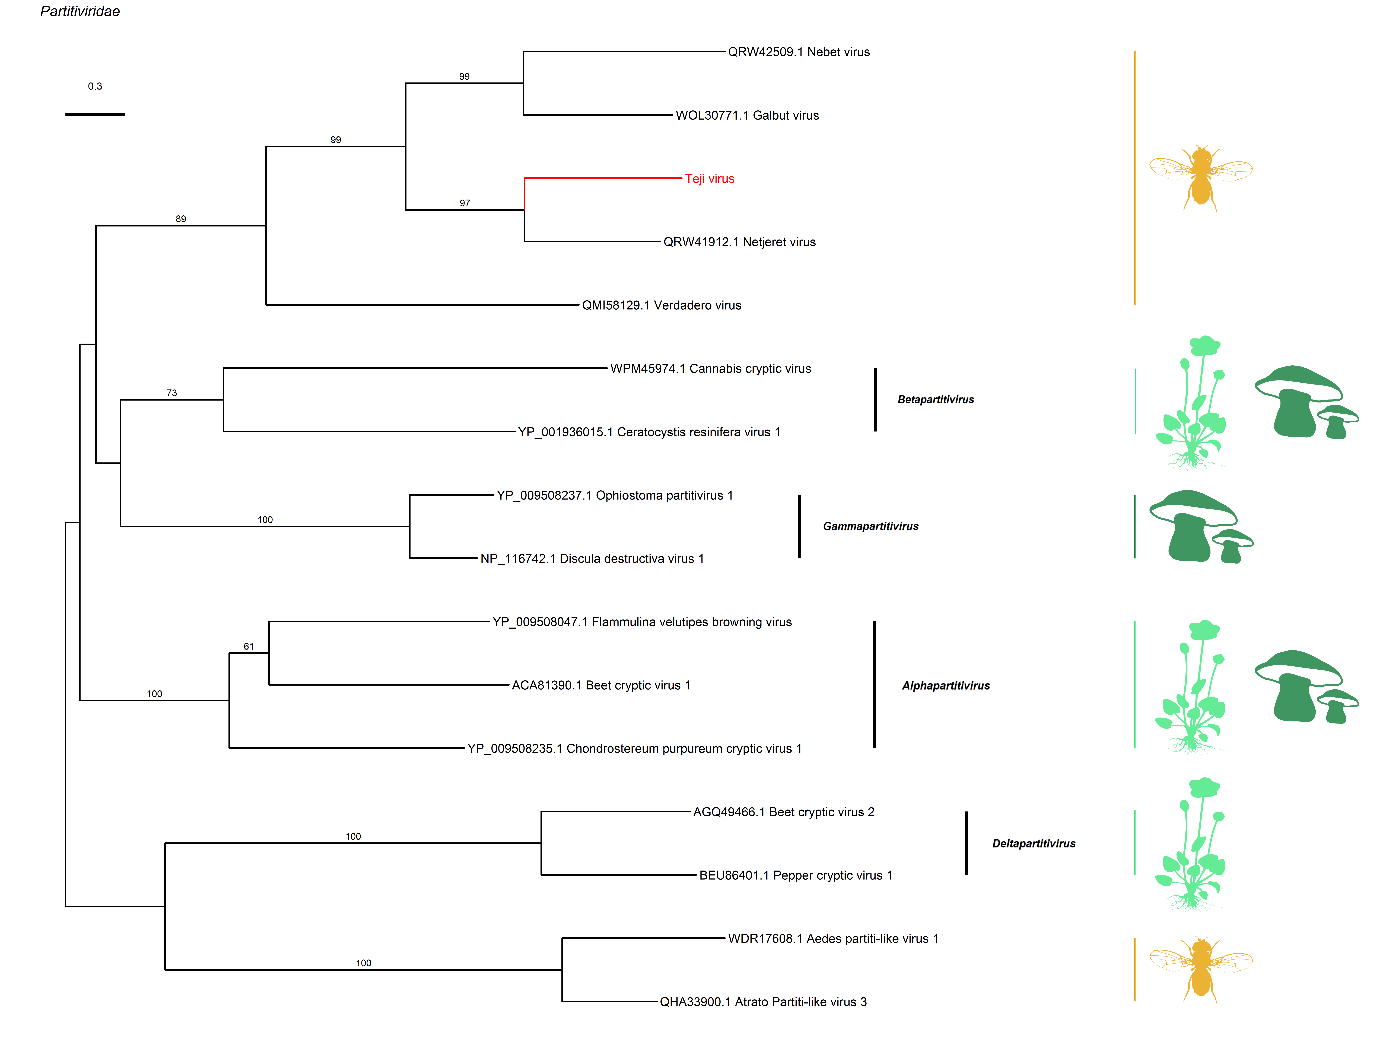 Partitiviridae
QRW42509.1 Nebet virus
0.3
99
WOL30771.1 Galbut virus
99
Teji virus
97
89
QRW41912.1 Netjeret virus
QMI58129.1 Verdadero virus
WPM45974.1 Cannabis cryptic virus
73
Betapartitivirus
YP_001936015.1 Ceratocystis resinifera virus 1
YP_009508237.1 Ophiostoma partitivirus 1
100
Gammapartitivirus
NP_116742.1 Discula destructiva virus 1
YP_009508047.1 Flammulina velutipes browning virus
61
ACA81390.1 Beet cryptic virus 1
Alphapartitivirus
100
YP_009508235.1 Chondrostereum purpureum cryptic virus 1
AGQ49466.1 Beet cryptic virus 2
100
Deltapartitivirus
BEU86401.1 Pepper cryptic virus 1
WDR17608.1 Aedes partiti-like virus 1
100
QHA33900.1 Atrato Partiti-like virus 3